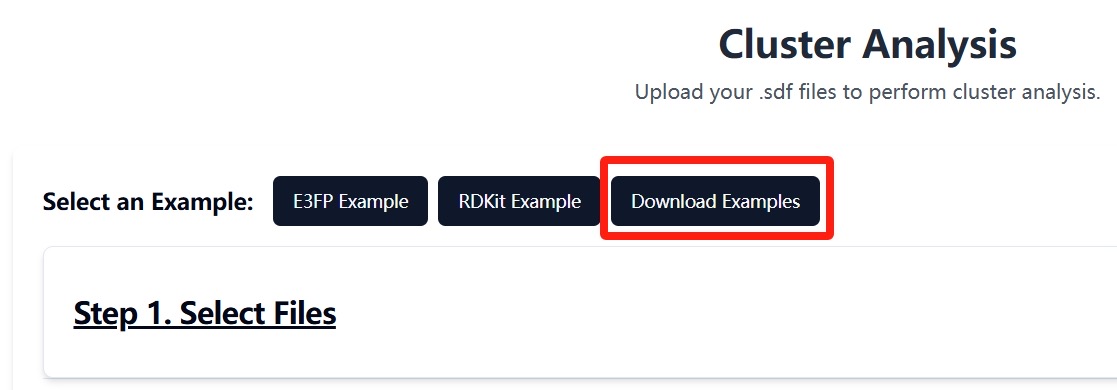 Cluster Analysis
Upload your .sdf files to perform cluster analysis.
Select an Example: E3FP Example RDKit Example Download Examples
Step 1. Select Files